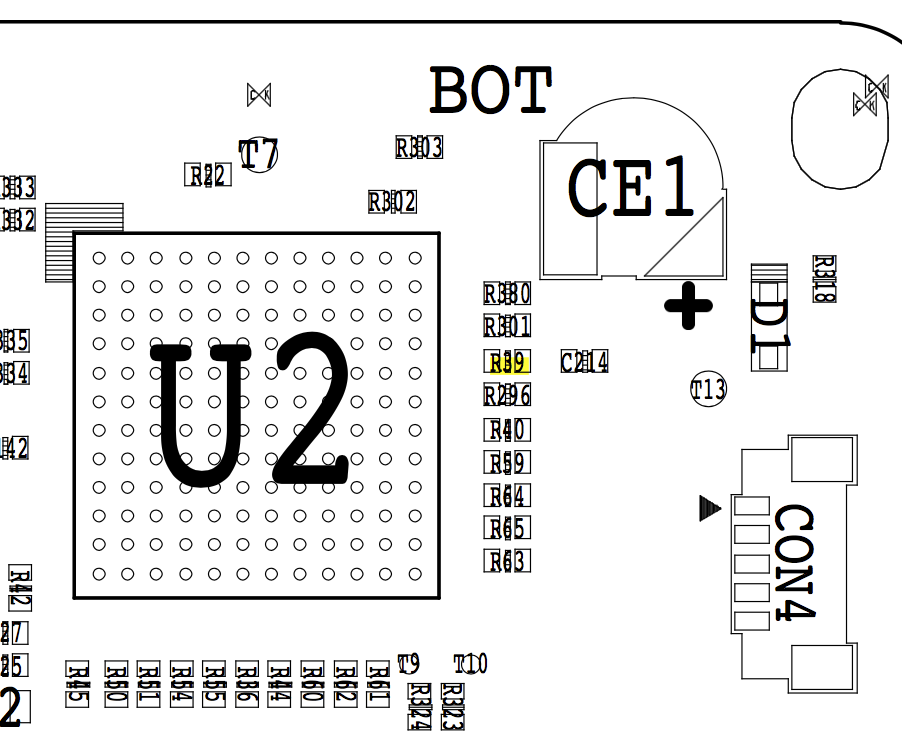 BOT
C K
C K
C K
T7
R303
R22
CE1
333
R302
332
R318
R380
R301
D1
335
R39
C214
334
U2
T13
R296
R40
142
R59
R64
CON4
R65
R63
R42
27
25
T9
T10
R45
R50
R51
R54
R55
R36
R44
R60
R62
R61
R324
R323
2